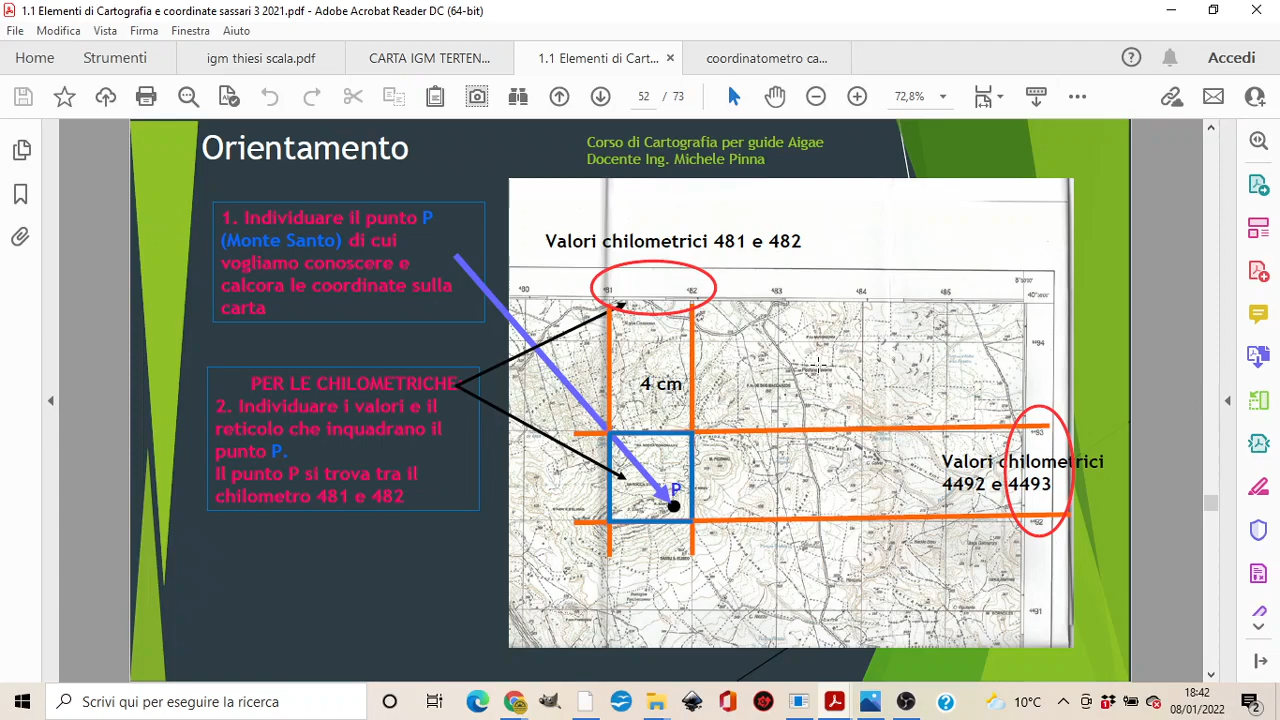 1.1 Elementi di Cartografia e coordinate sassari 3 2021.pdf - Adobe Acrobat Reader DC (64-bit)
File Modifica Vista Firma Finestra Aiuto
Home Strumenti igm thiesi scala.pdf CARTA IGM TERTEN... 1.1 Elementi di Cart... coordinatometro ca... Accedi
52 / 73 72,8%
Orientamento
Corso di Cartografia per guide Aigae
Docente Ing. Michele Pinna
1. Individuare il punto P
(Monte Santo) di cui
vogliamo conoscere e
calcora le coordinate sulla
carta
PER LE CHILOMETRICHE
2. Individuare i valori e il
reticolo che inquadrano il
punto P.
Il punto P si trova tra il
chilometro 481 e 482
Valori chilometrici 481 e 482
480 481 482 483 484 485
4 cm
4494
4493
Valori chilometrici
4492 e 4493
P
4492
4491
Scrivi qui per eseguire la ricerca
10°C
18:42
08/01/2022
2